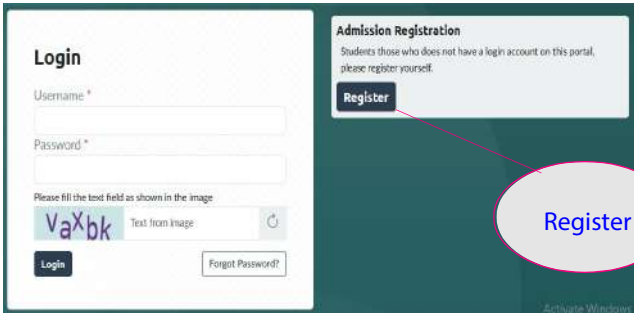 Login
Username *
Password *
Please fill the text field as shown in the image
VaXbk
Text from Image
Login
Forgot Password?
Admission Registration
Students those who does not have a login account on this portal,
please register yourself.
Register
Register
Activate Windows